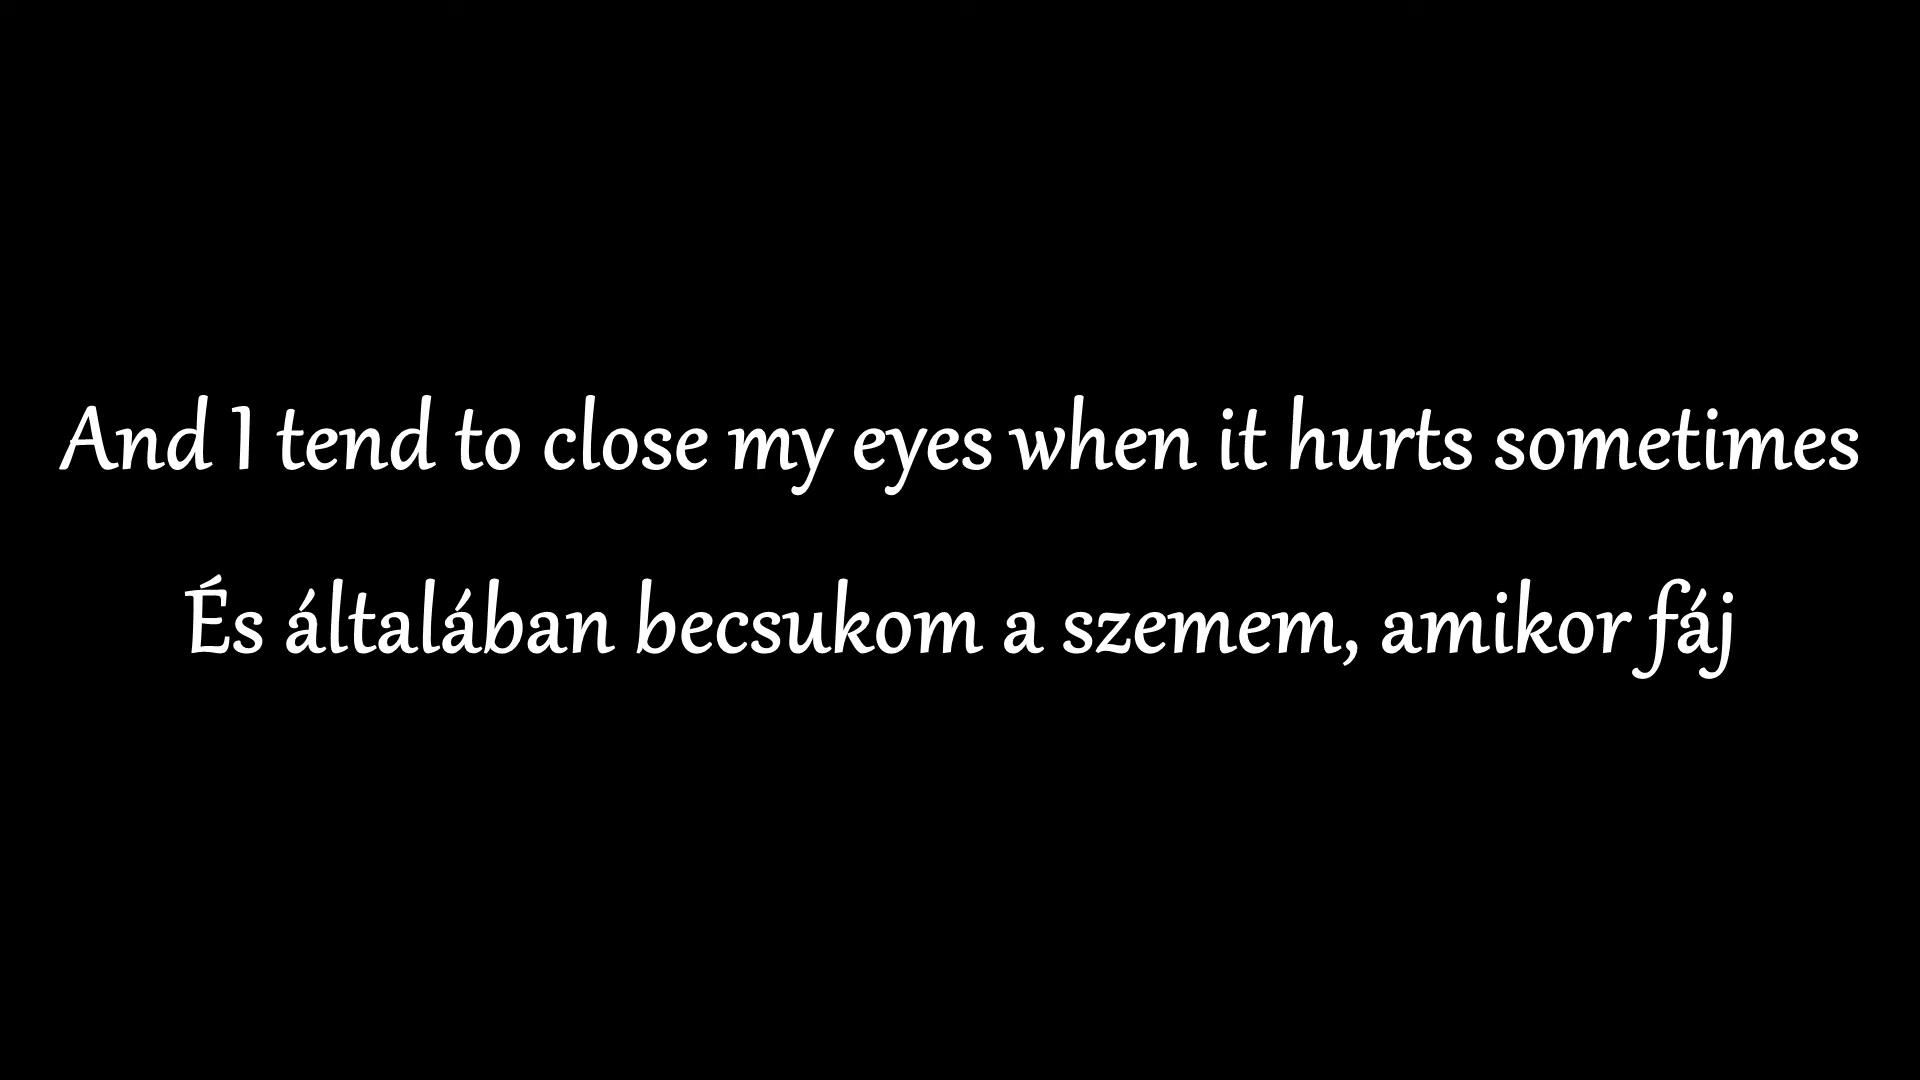 And I tend to close my eyes when it hurts sometimes
És általában becsukom a szemem, amikor fáj